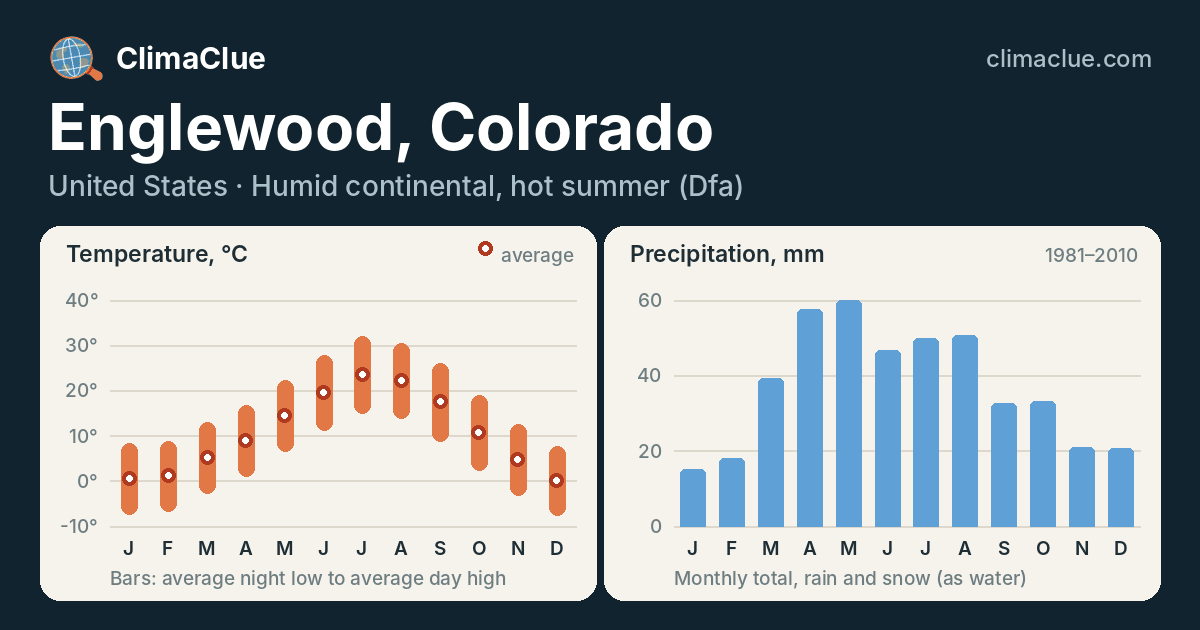 ClimaClue
climaclue.com
Englewood, Colorado
United States · Humid continental, hot summer (Dfa)
Temperature, °C
average
40°
30°
20°
10°
0°
-10°
J F M A M J J A S O N D
Bars: average night low to average day high
Precipitation, mm
1981–2010
60
40
20
0
J F M A M J J A S O N D
Monthly total, rain and snow (as water)